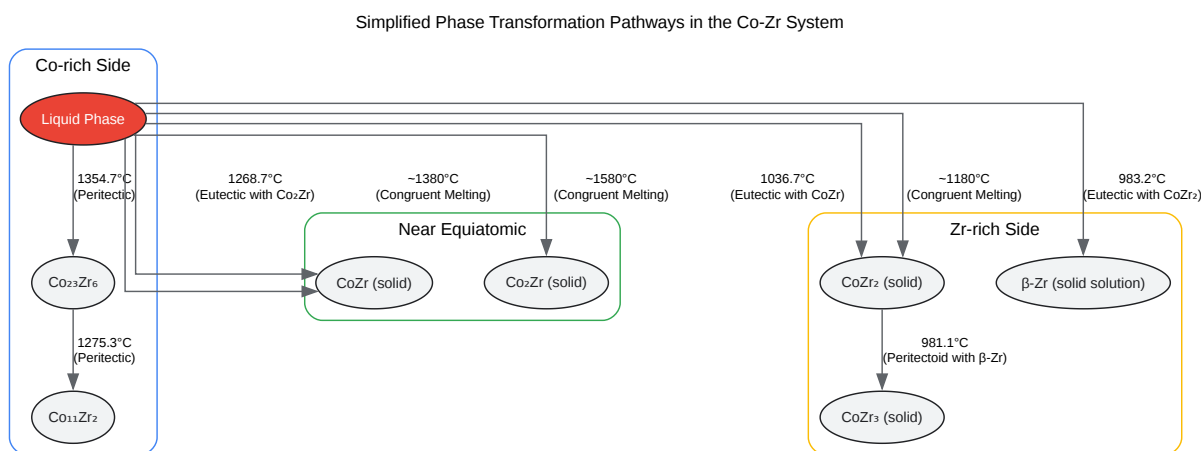 Simplified Phase Transformation Pathways in the Co-Zr System
Co-rich Side
Liquid Phase
1354.7°C
(Peritectic)
1268.7°C
(Eutectic with Co₂Zr)
~1380°C
(Congruent Melting)
~1580°C
(Congruent Melting)
1036.7°C
(Eutectic with CoZr)
~1180°C
(Congruent Melting)
983.2°C
(Eutectic with CoZr₂)
Near Equiatomic
Zr-rich Side
Co₂₃Zr₆
CoZr (solid)
Co₂Zr (solid)
CoZr₂ (solid)
β-Zr (solid solution)
1275.3°C
(Peritectic)
981.1°C
(Peritectoid with β-Zr)
Co₁₁Zr₂
CoZr₃ (solid)